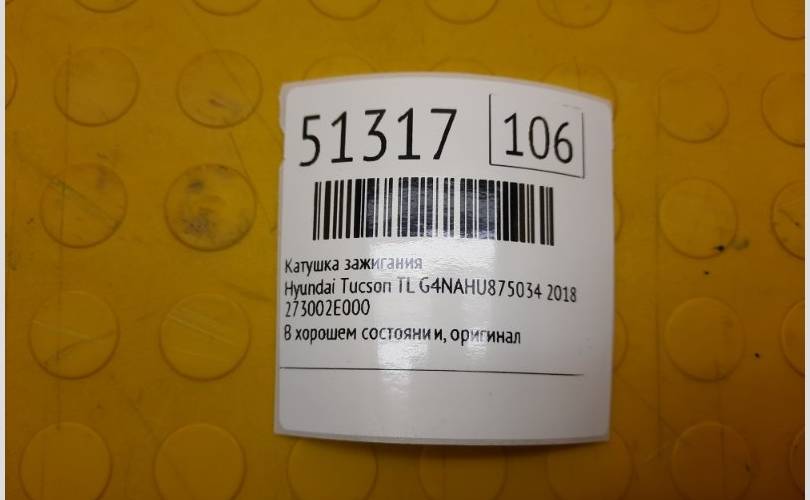 51317 106
Катушка зажигания
Hyundai Tucson TL G4NAHU875034 2018
273002E000
В хорошем состоянии, оригинал